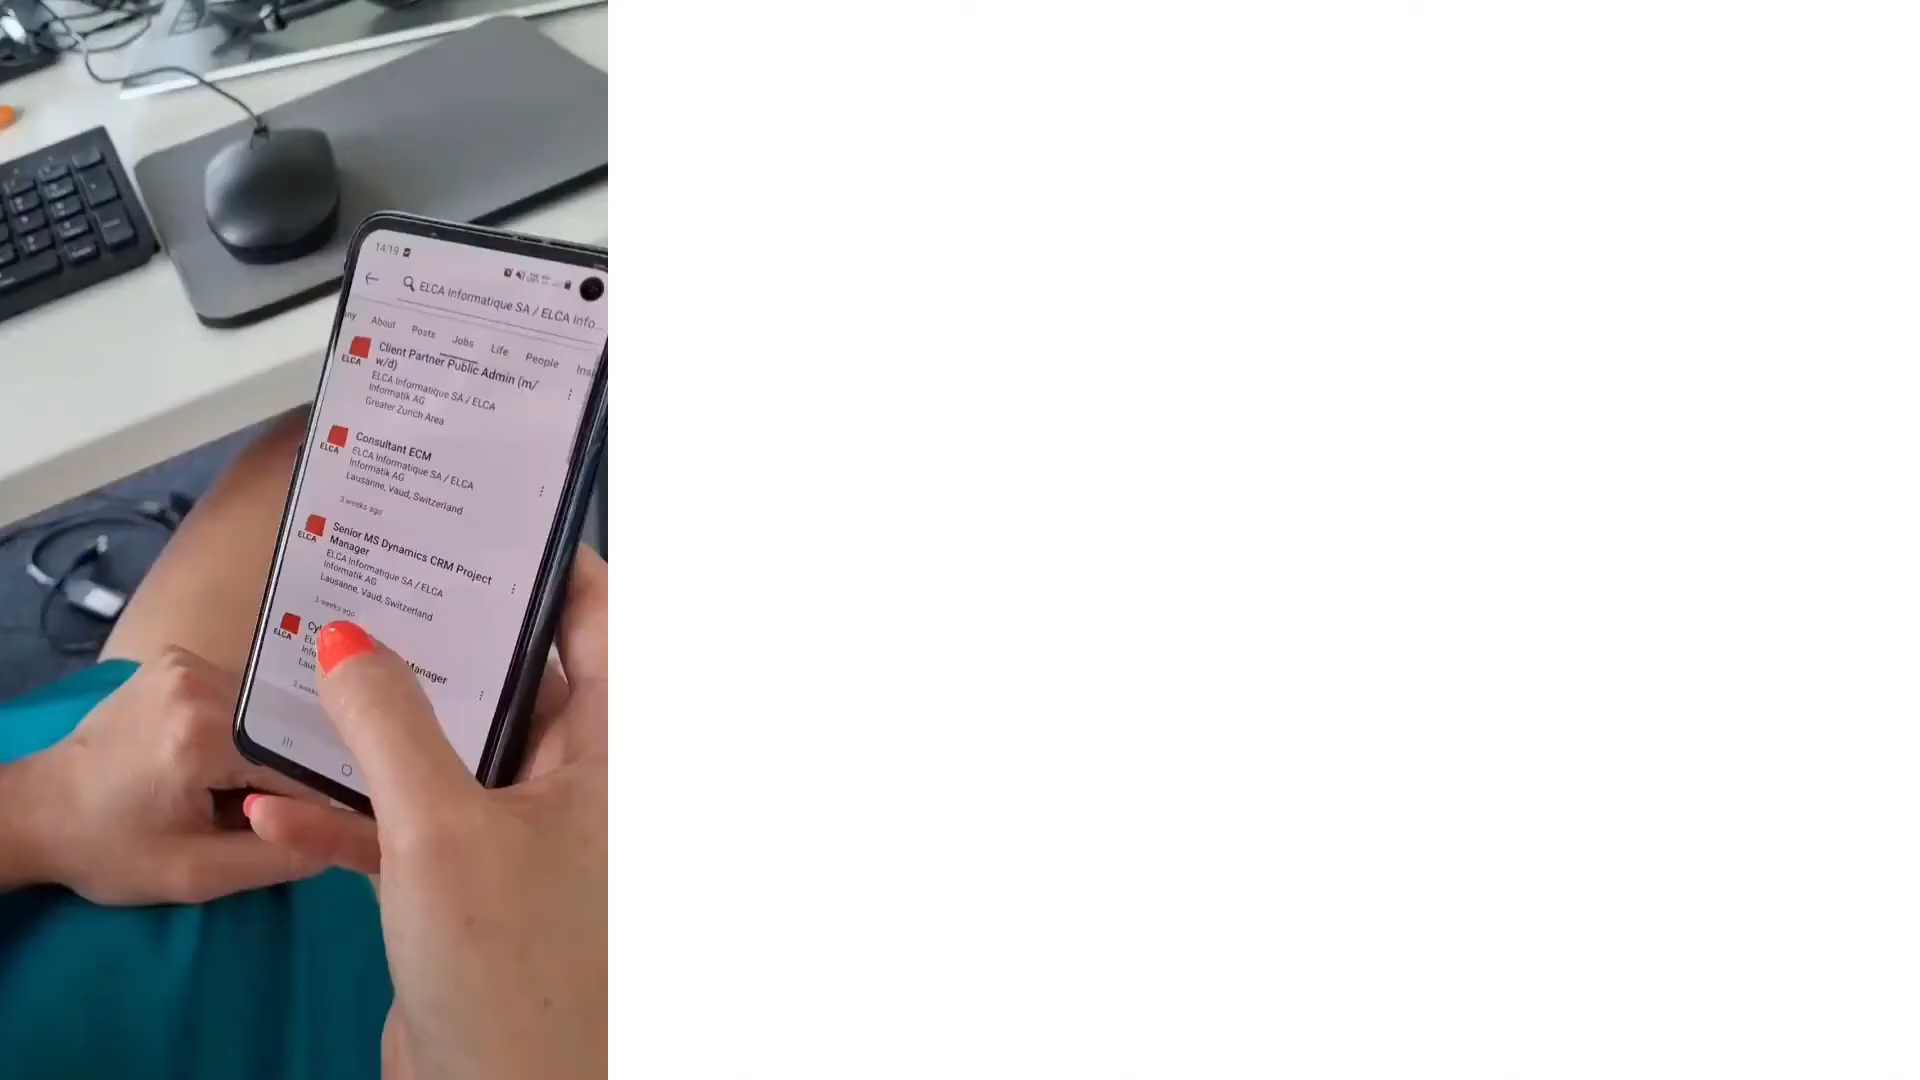 14:19
ELCA Informatique SA / ELCA Info...
About Posts Jobs Life People
ELCA
Client Partner Public Admin (m/
w/d)
ELCA Informatique SA / ELCA
Informatik AG
Greater Zurich Area
ELCA
Consultant ECM
ELCA Informatique SA / ELCA
Informatik AG
Lausanne, Vaud, Switzerland
3 weeks ago
ELCA
Senior MS Dynamics CRM Project
Manager
ELCA Informatique SA / ELCA
Informatik AG
Lausanne, Vaud, Switzerland
3 weeks ago
ELCA
Manager